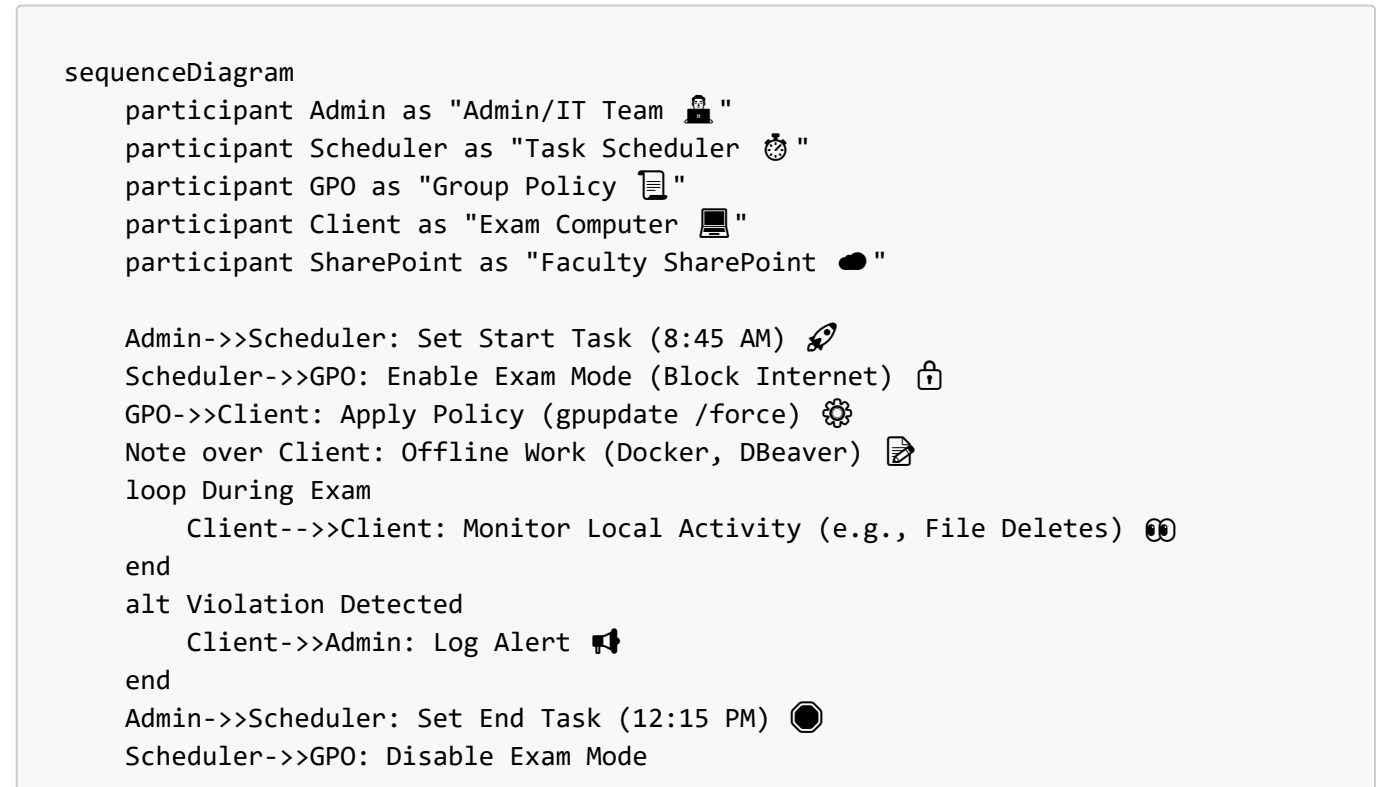 sequenceDiagram
    participant Admin as "Admin/IT Team 👨‍💻"
    participant Scheduler as "Task Scheduler ⏱"
    participant GPO as "Group Policy 📜"
    participant Client as "Exam Computer 💻"
    participant SharePoint as "Faculty SharePoint ☁"
    Admin->>Scheduler: Set Start Task (8:45 AM) 🚀
    Scheduler->>GPO: Enable Exam Mode (Block Internet) 🔒
    GPO->>Client: Apply Policy (gpupdate /force) ⚙
    Note over Client: Offline Work (Docker, DBeaver) 📝
    loop During Exam
        Client-->>Client: Monitor Local Activity (e.g., File Deletes) 👀
    end
    alt Violation Detected
        Client->>Admin: Log Alert 📢
    end
    Admin->>Scheduler: Set End Task (12:15 PM) 🛑
    Scheduler->>GPO: Disable Exam Mode